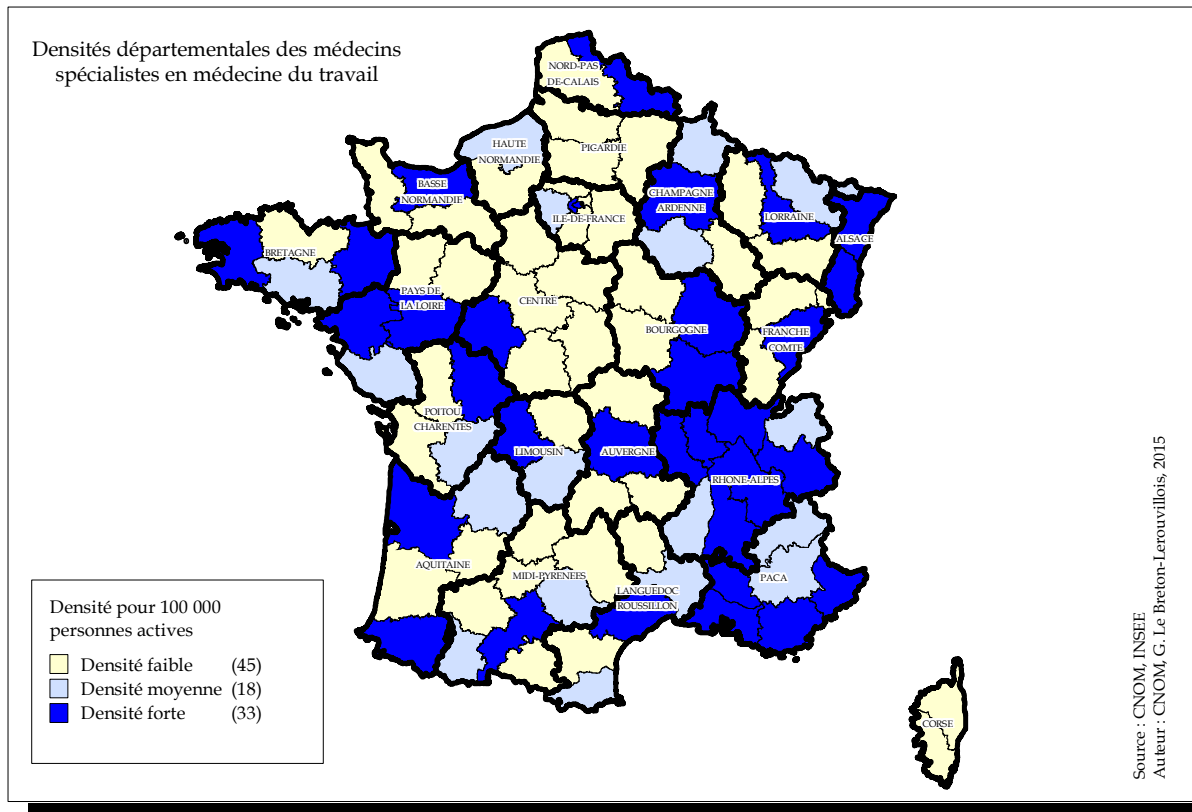 Densités départementales des médecins
spécialistes en médecine du travail
NORD-PAS
DE-CALAIS
HAUTE
NORMANDIE
PIGARDIE
BASSE
NORMANDIE
CHAMPAGNE
ARDENNE
ILE-DE-FRANCE
LORRAINE
ALSACE
BRETAGNE
PAYS DE
LA LOIRE
CENTRE
BOURGOGNE
FRANCHE
COMTE
POITOU
CHARENTES
LIMOUSIN
AUVERGNE
RHONE-ALPES
AQUITAINE
MIDI-PYRENEES
LANGUEDOC
ROUSSILLON
PACA
CORSE
Densité pour 100 000
personnes actives
Densité faible (45)
Densité moyenne (18)
Densité forte (33)
Source : CNOM, INSEE
Auteur : CNOM, G. Le Breton-Lerouvillois, 2015